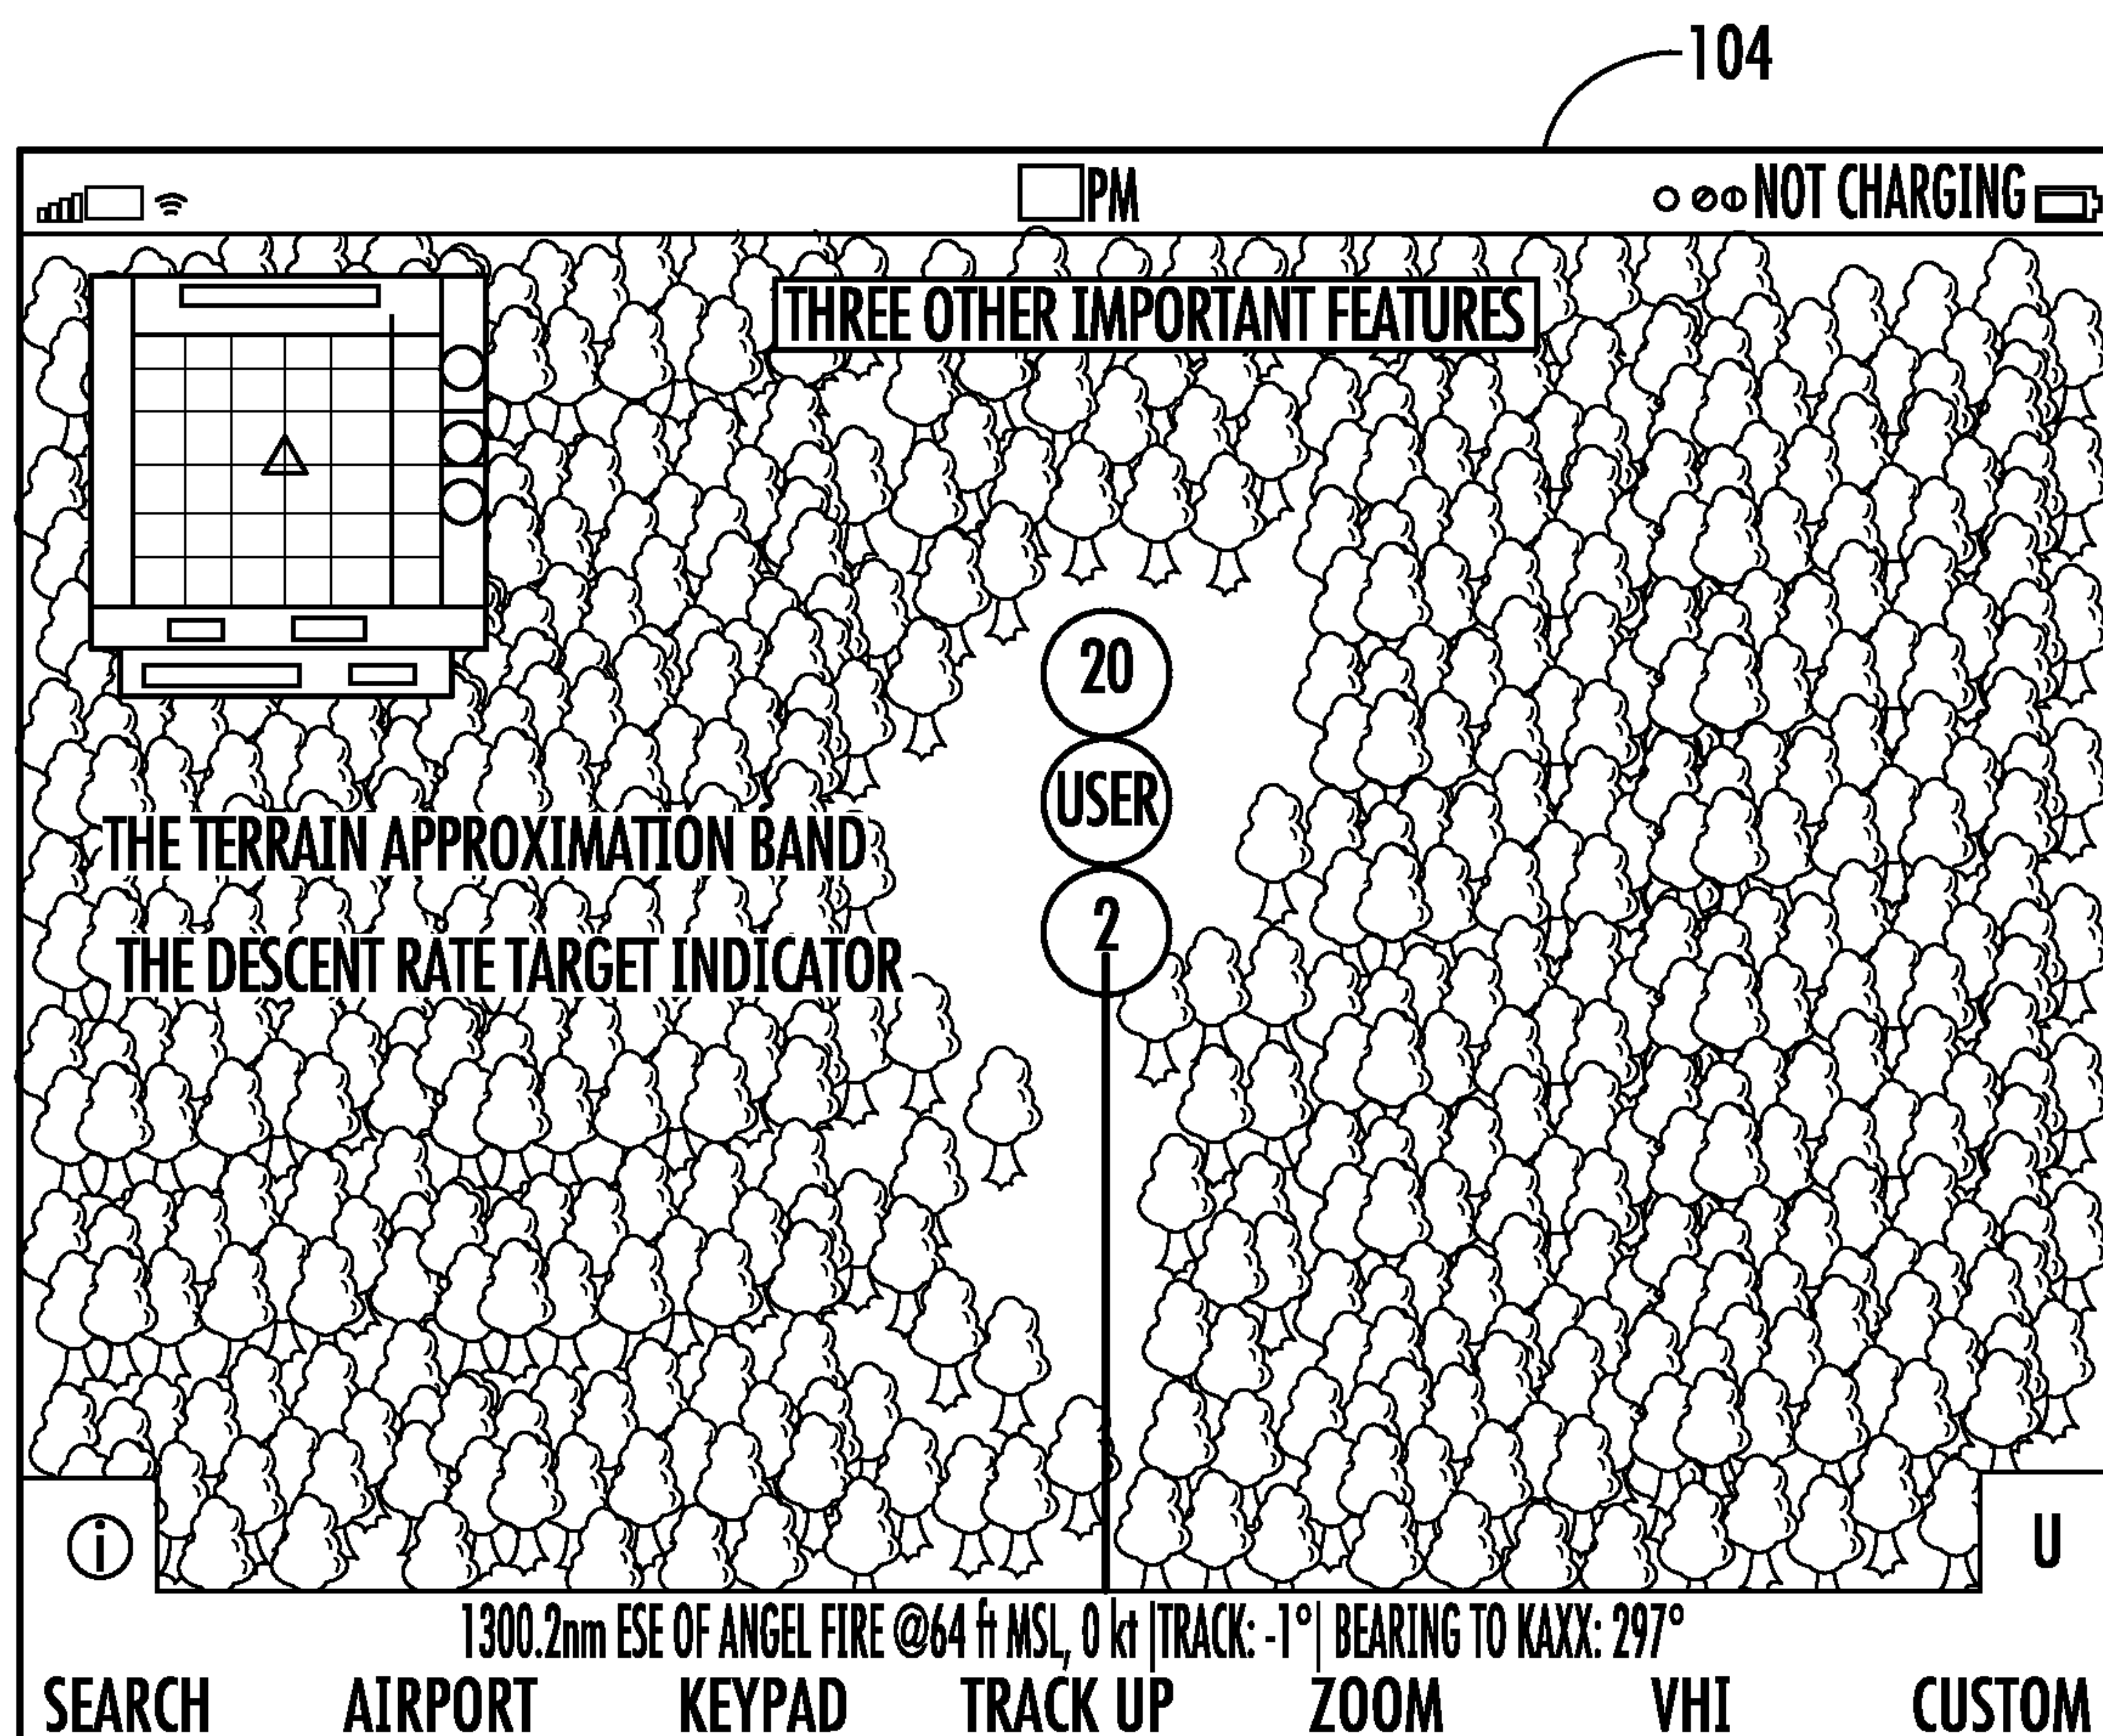 104
PM
NOT CHARGING
THREE OTHER IMPORTANT FEATURES
20
USER
THE TERRAIN APPROXIMATION BAND
2
THE DESCENT RATE TARGET INDICATOR
i
U
1300.2nm ESE OF ANGEL FIRE @64 ft MSL, 0 kt |TRACK: -1°| BEARING TO KAXX: 297°
SEARCH AIRPORT KEYPAD TRACK UP ZOOM VHI CUSTOM